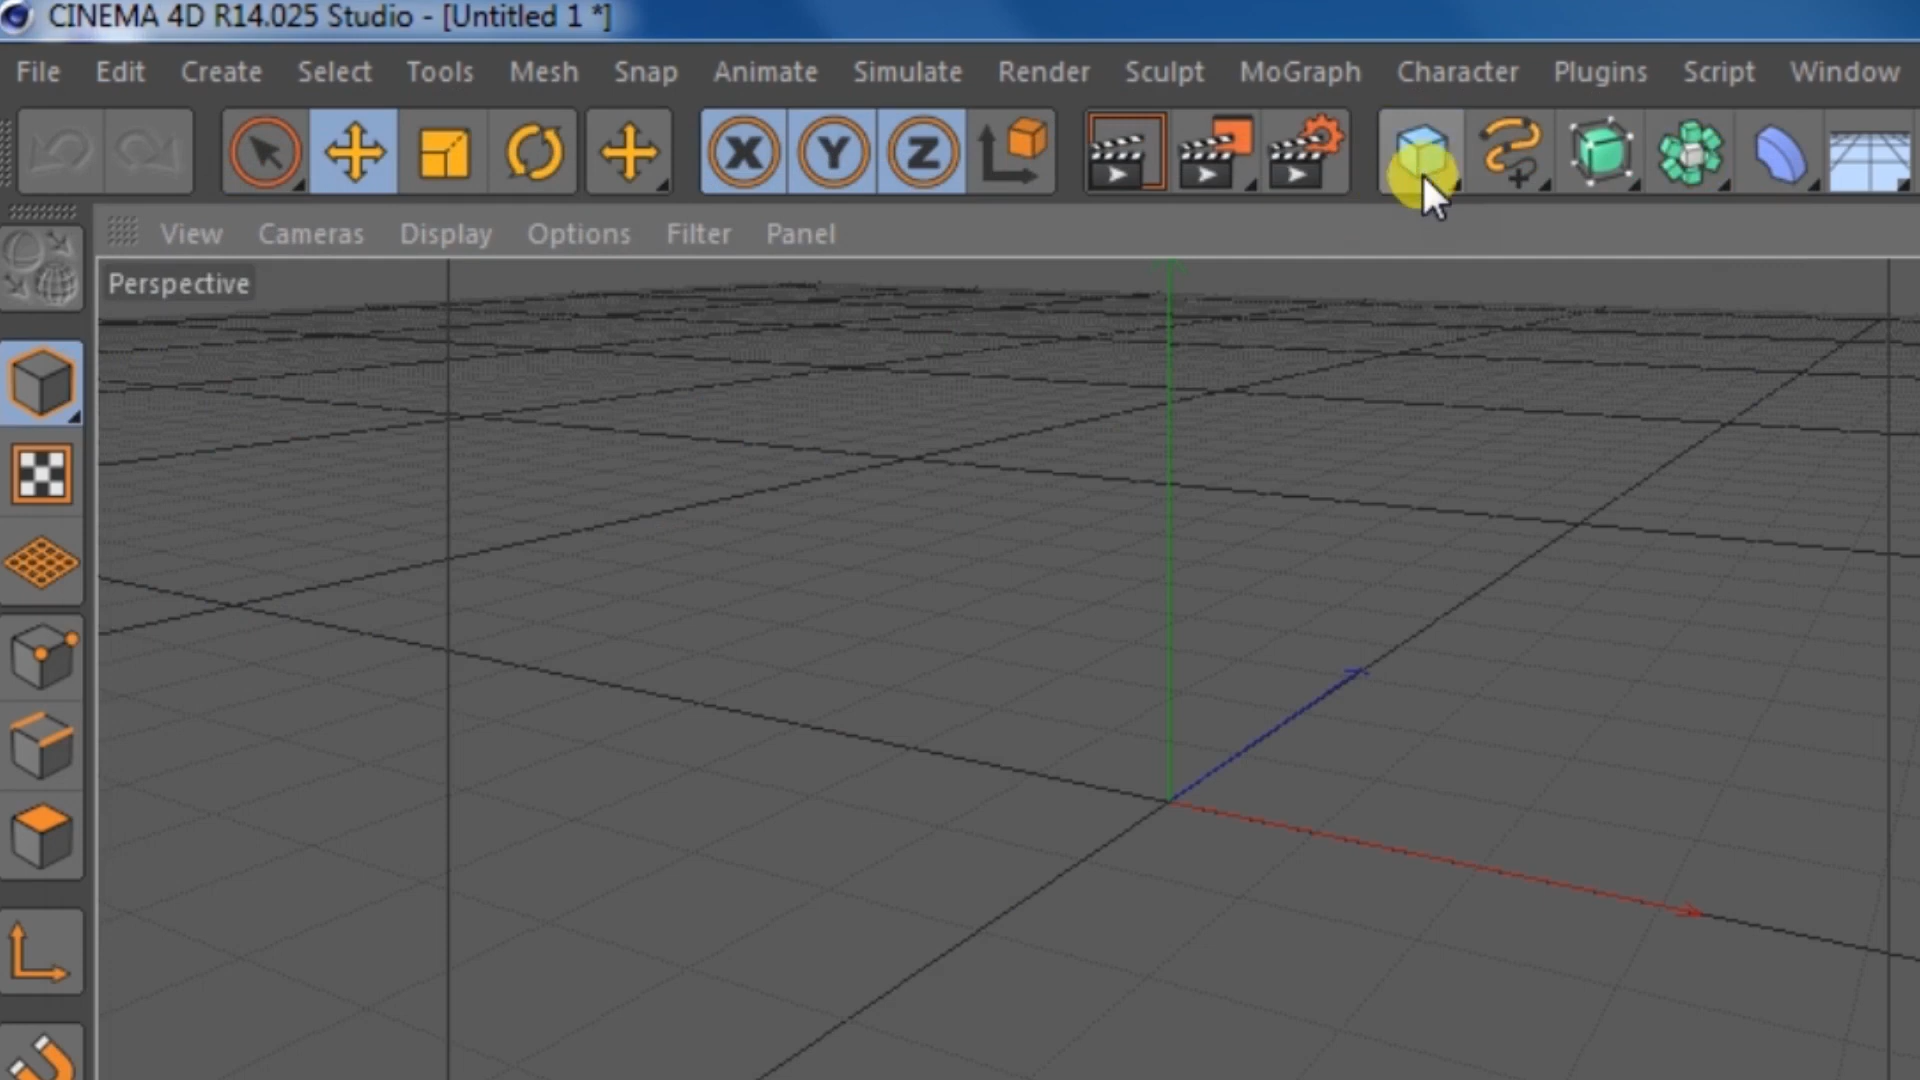 CINEMA 4D R14.025 Studio - [Untitled 1 *]
File Edit Create Select Tools Mesh Snap Animate Simulate Render Sculpt MoGraph Character Plugins Script Window
X Y Z
View Cameras Display Options Filter Panel
Perspective